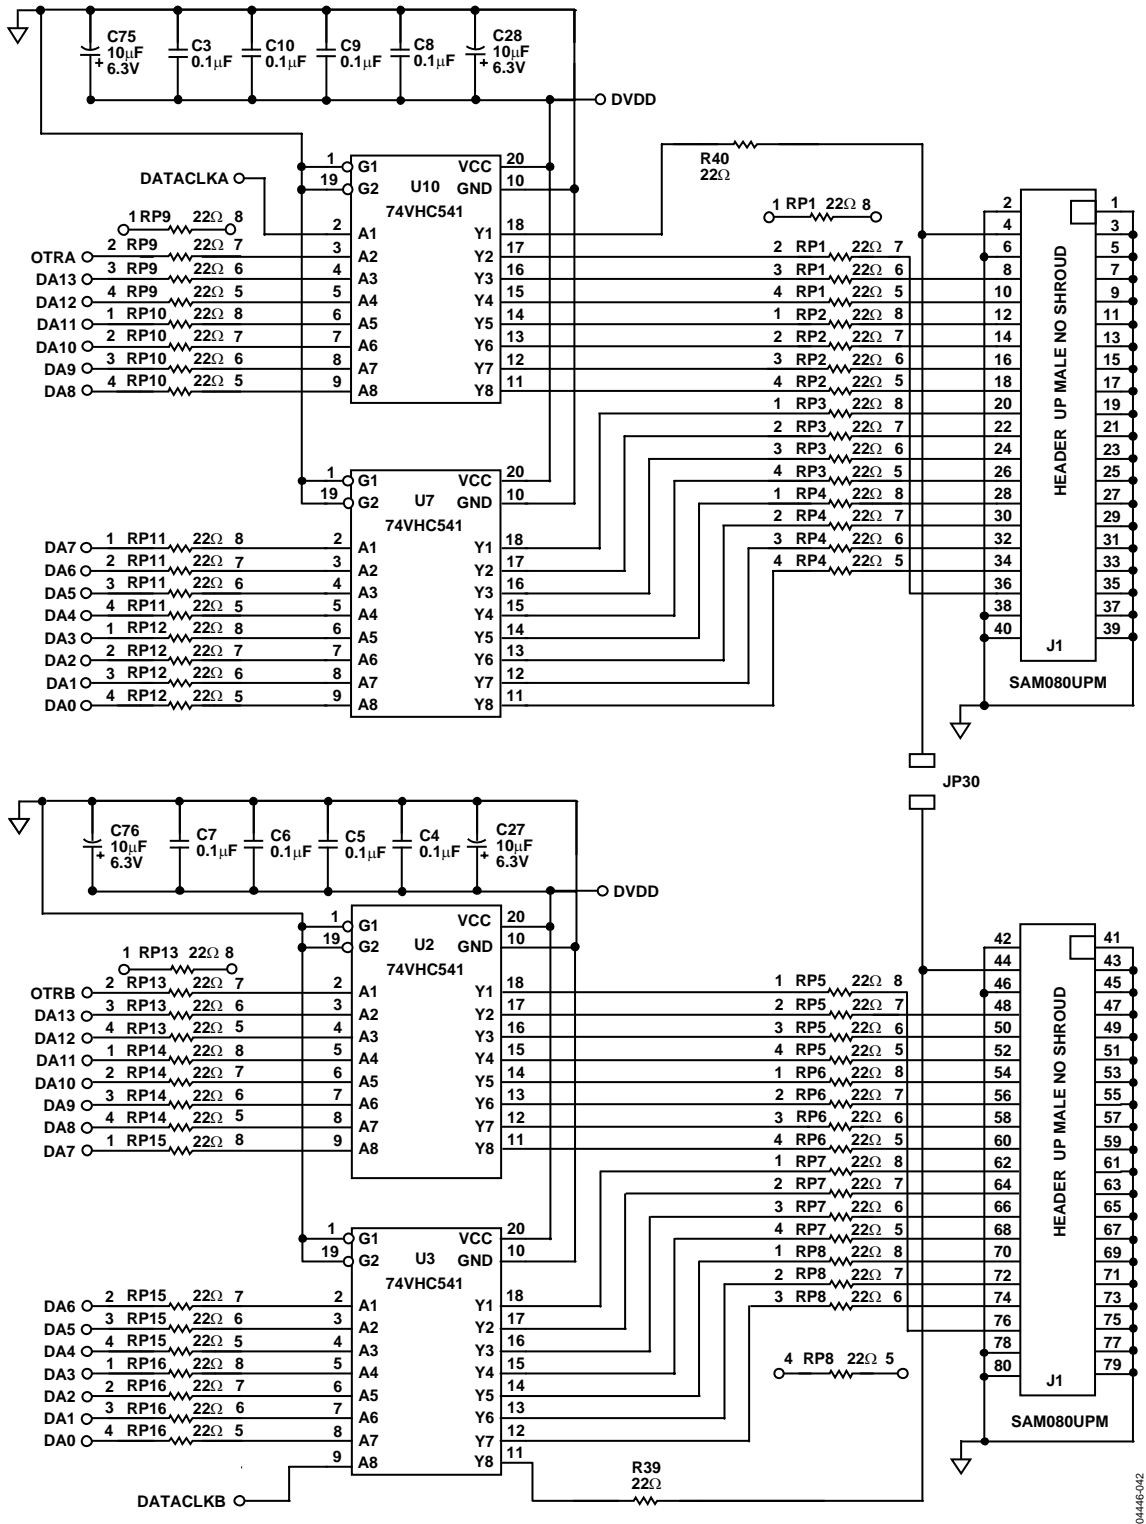 C75 10μF 6.3V
C3 0.1μF
C10 0.1μF
C9 0.1μF
C8 0.1μF
C28 10μF 6.3V
DVDD
R40 22Ω
DATACLKA
1 G1 VCC 20
19 G2 U10 GND 10
74VHC541
1 RP9 22Ω 8
2 A1 Y1 18
1 RP1 22Ω 8
OTRA 2 RP9 22Ω 7 3 A2 Y2 17 2 RP1 22Ω 7
DA13 3 RP9 22Ω 6 4 A3 Y3 16 3 RP1 22Ω 6 8
DA12 4 RP9 22Ω 5 5 A4 Y4 15 4 RP1 22Ω 5 10
DA11 1 RP10 22Ω 8 6 A5 Y5 14 1 RP2 22Ω 8 12
DA10 2 RP10 22Ω 7 7 A6 Y6 13 2 RP2 22Ω 7 14
DA9 3 RP10 22Ω 6 8 A7 Y7 12 3 RP2 22Ω 6 16
DA8 4 RP10 22Ω 5 9 A8 Y8 11 4 RP2 22Ω 5 18
1 RP3 22Ω 8 20
2 RP3 22Ω 7 22
3 RP3 22Ω 6 24
4 RP3 22Ω 5 26
1 RP4 22Ω 8 28
2 RP4 22Ω 7 30
3 RP4 22Ω 6 32
4 RP4 22Ω 5 34
2 4 6
36 38 40
1 3 5 7 9 11 13 15 17 19 21 23 25 27 29 31 33 35 37 39
HEADER UP MALE NO SHROUD
J1
SAM080UPM
1 G1 VCC 20
19 G2 U7 GND 10
74VHC541
DA7 1 RP11 22Ω 8 2 A1 Y1 18
DA6 2 RP11 22Ω 7 3 A2 Y2 17
DA5 3 RP11 22Ω 6 4 A3 Y3 16
DA4 4 RP11 22Ω 5 5 A4 Y4 15
DA3 1 RP12 22Ω 8 6 A5 Y5 14
DA2 2 RP12 22Ω 7 7 A6 Y6 13
DA1 3 RP12 22Ω 6 8 A7 Y7 12
DA0 4 RP12 22Ω 5 9 A8 Y8 11
JP30
C76 10μF 6.3V
C7 0.1μF
C6 0.1μF
C5 0.1μF
C4 0.1μF
C27 10μF 6.3V
DVDD
1 G1 VCC 20
19 G2 U2 GND 10
74VHC541
1 RP13 22Ω 8
OTRB 2 RP13 22Ω 7 2 A1 Y1 18 1 RP5 22Ω 8
DA13 3 RP13 22Ω 6 3 A2 Y2 17 2 RP5 22Ω 7 48
DA12 4 RP13 22Ω 5 4 A3 Y3 16 3 RP5 22Ω 6 50
DA11 1 RP14 22Ω 8 5 A4 Y4 15 4 RP5 22Ω 5 52
DA10 2 RP14 22Ω 7 6 A5 Y5 14 1 RP6 22Ω 8 54
DA9 3 RP14 22Ω 6 7 A6 Y6 13 2 RP6 22Ω 7 56
DA8 4 RP14 22Ω 5 8 A7 Y7 12 3 RP6 22Ω 6 58
DA7 1 RP15 22Ω 8 9 A8 Y8 11 4 RP6 22Ω 5 60
1 RP7 22Ω 8 62
2 RP7 22Ω 7 64
3 RP7 22Ω 6 66
4 RP7 22Ω 5 68
1 RP8 22Ω 8 70
2 RP8 22Ω 7 72
3 RP8 22Ω 6 74
4 RP8 22Ω 5
42 44 46
76 78 80
41 43 45 47 49 51 53 55 57 59 61 63 65 67 69 71 73 75 77 79
HEADER UP MALE NO SHROUD
J1
SAM080UPM
1 G1 VCC 20
19 G2 U3 GND 10
74VHC541
DA6 2 RP15 22Ω 7 2 A1 Y1 18
DA5 3 RP15 22Ω 6 3 A2 Y2 17
DA4 4 RP15 22Ω 5 4 A3 Y3 16
DA3 1 RP16 22Ω 8 5 A4 Y4 15
DA2 2 RP16 22Ω 7 6 A5 Y5 14
DA1 3 RP16 22Ω 6 7 A6 Y6 13
DA0 4 RP16 22Ω 5 8 A7 Y7 12
9 A8 Y8 11
R39 22Ω
DATACLKB
04446-042